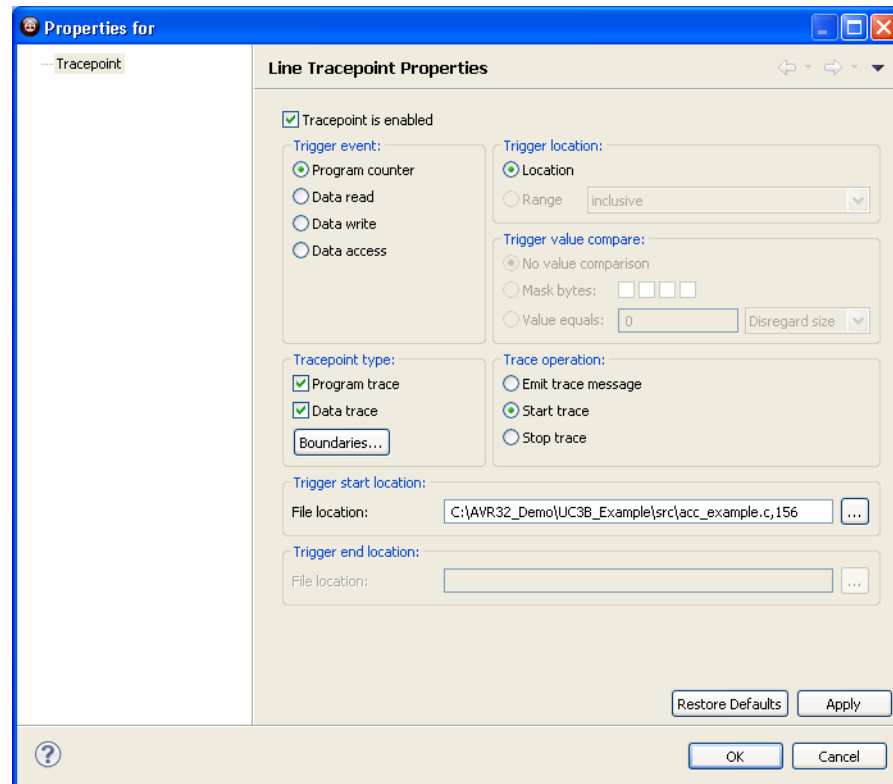 Properties for
Tracepoint
Line Tracepoint Properties
Tracepoint is enabled
Trigger event:
Program counter
Data read
Data write
Data access
Trigger location:
Location
Range inclusive
Trigger value compare:
No value comparison
Mask bytes:
Value equals: 0 Disregard size
Tracepoint type:
Program trace
Data trace
Boundaries...
Trace operation:
Emit trace message
Start trace
Stop trace
Trigger start location:
File location: C:\AVR32_Demo\UC3B_Example\src\acc_example.c,156 ...
Trigger end location:
File location: ...
Restore Defaults Apply
? OK Cancel